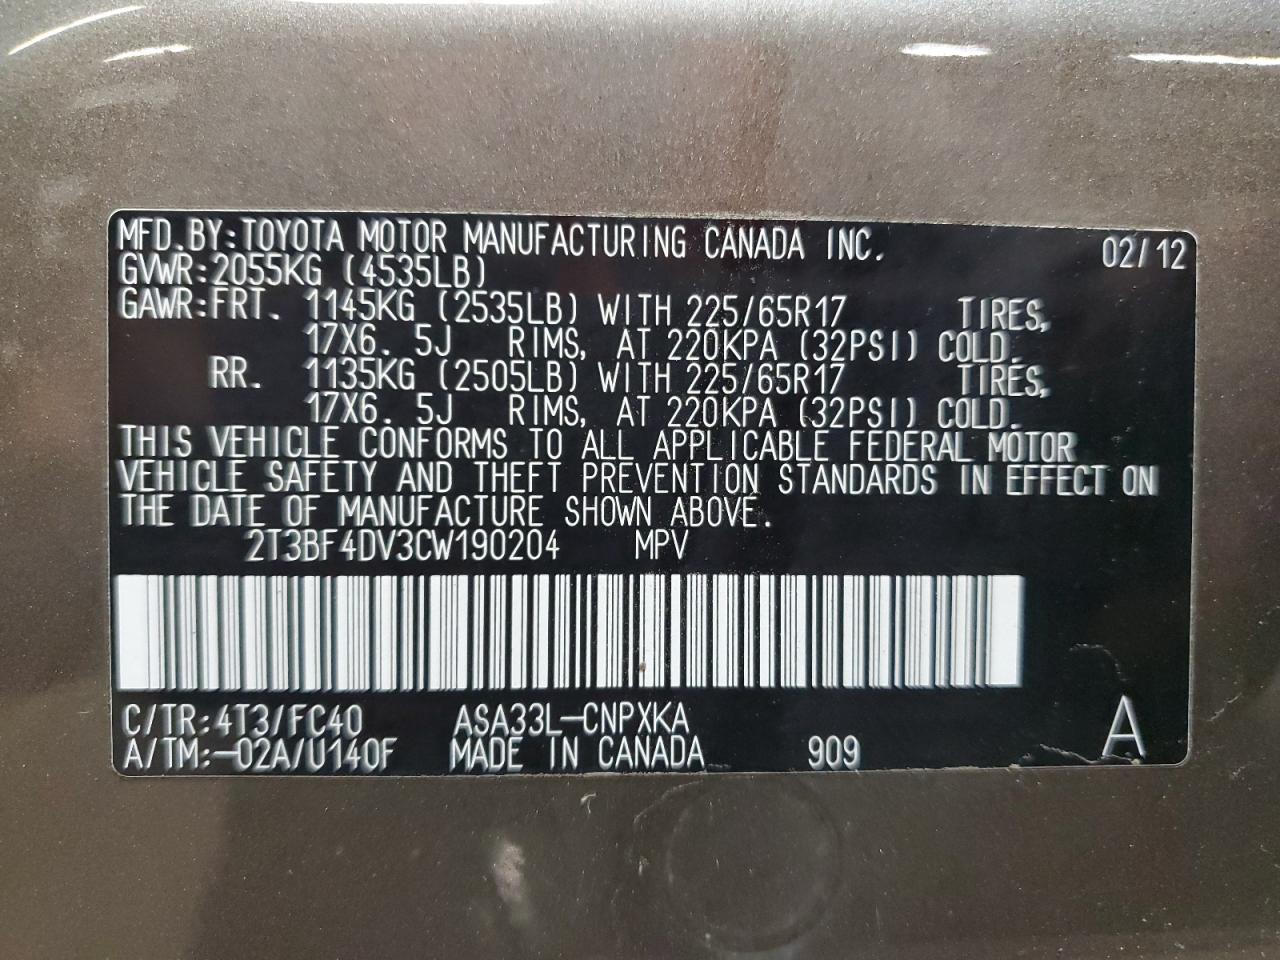 MFD.BY:TOYOTA MOTOR MANUFACTURING CANADA INC. 02/12
GVWR:2055KG (4535LB)
GAWR:FRT. 1145KG (2535LB) WITH 225/65R17 TIRES,
17X6. 5J RIMS, AT 220KPA (32PSI) COLD.
RR. 1135KG (2505LB) WITH 225/65R17 TIRES,
17X6. 5J RIMS, AT 220KPA (32PSI) COLD.
THIS VEHICLE CONFORMS TO ALL APPLICABLE FEDERAL MOTOR
VEHICLE SAFETY AND THEFT PREVENTION STANDARDS IN EFFECT ON
THE DATE OF MANUFACTURE SHOWN ABOVE.
2T3BF4DV3CW190204 MPV
C/TR:4T3/FC40 ASA33L-CNPXKA
A/TM:-02A/U140F MADE IN CANADA 909 A